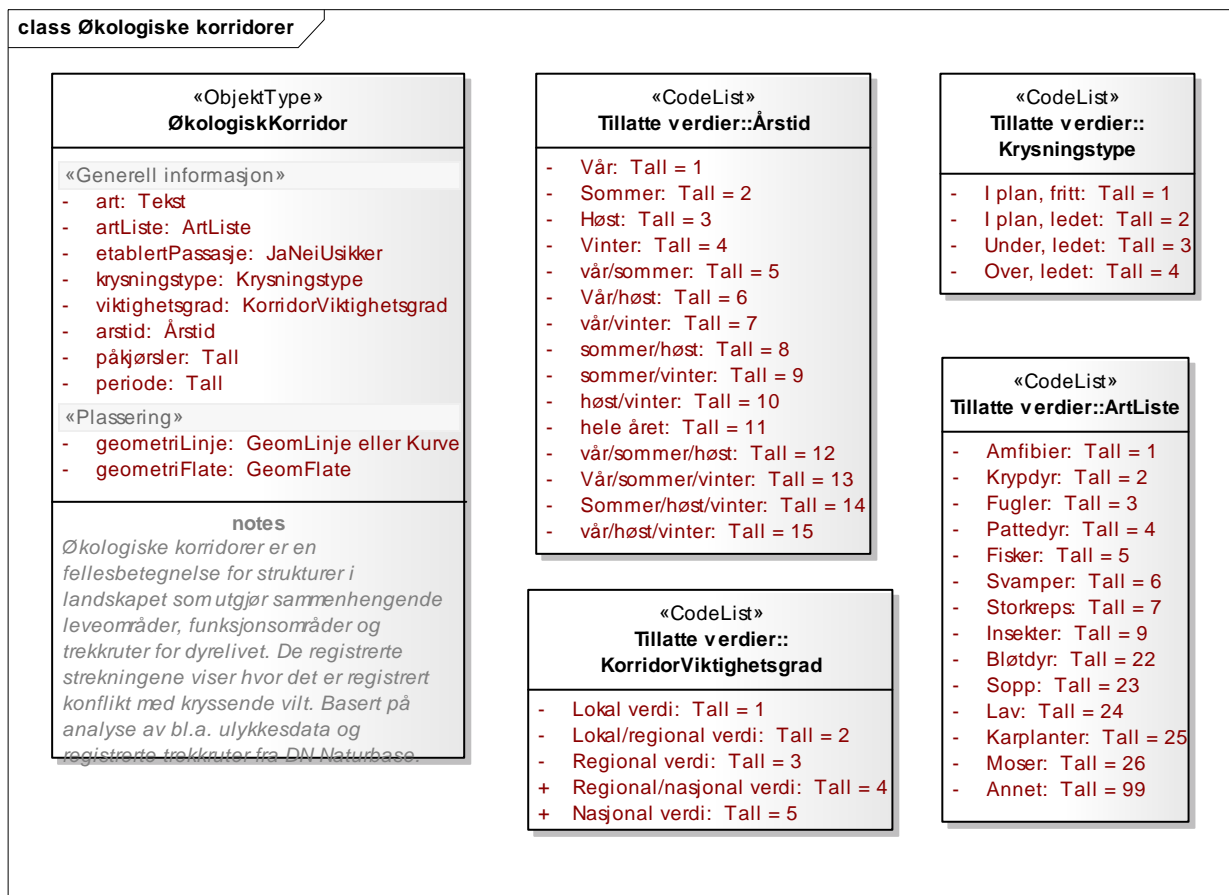 class Økologiske korridorer
«ObjektType»
ØkologiskKorridor
«Generell informasjon»
- art: Tekst
- artListe: ArtListe
- etablertPassasje: JaNeiUsikker
- krysningstype: Krysningstype
- viktighetsgrad: KorridorViktighetsgrad
- arstid: Årstid
- påkjørsler: Tall
- periode: Tall
«Plassering»
- geometriLinje: GeomLinje eller Kurve
- geometriFlate: GeomFlate
notes
Økologiske korridorer er en
fellesbetegnelse for strukturer i
landskapet som utgjør sammenhengende
leveområder, funksjonsområder og
trekkruter for dyrelivet. De registrerte
strekningene viser hvor det er registrert
konflikt med kryssende vilt. Basert på
analyse av bl.a. ulykkesdata og
registrerte trekkruter fra DN Naturbase.
«CodeList»
Tillatte verdier::Årstid
- Vår: Tall = 1
- Sommer: Tall = 2
- Høst: Tall = 3
- Vinter: Tall = 4
- vår/sommer: Tall = 5
- Vår/høst: Tall = 6
- vår/vinter: Tall = 7
- sommer/høst: Tall = 8
- sommer/vinter: Tall = 9
- høst/vinter: Tall = 10
- hele året: Tall = 11
- vår/sommer/høst: Tall = 12
- Vår/sommer/vinter: Tall = 13
- Sommer/høst/vinter: Tall = 14
- vår/høst/vinter: Tall = 15
«CodeList»
Tillatte verdier::
KorridorViktighetsgrad
- Lokal verdi: Tall = 1
- Lokal/regional verdi: Tall = 2
- Regional verdi: Tall = 3
+ Regional/nasjonal verdi: Tall = 4
+ Nasjonal verdi: Tall = 5
«CodeList»
Tillatte verdier::
Krysningstype
- I plan, fritt: Tall = 1
- I plan, ledet: Tall = 2
- Under, ledet: Tall = 3
- Over, ledet: Tall = 4
«CodeList»
Tillatte verdier::ArtListe
- Amfibier: Tall = 1
- Krypdyr: Tall = 2
- Fugler: Tall = 3
- Pattedyr: Tall = 4
- Fisker: Tall = 5
- Svamper: Tall = 6
- Storkreps: Tall = 7
- Insekter: Tall = 9
- Bløtdyr: Tall = 22
- Sopp: Tall = 23
- Lav: Tall = 24
- Karplanter: Tall = 25
- Moser: Tall = 26
- Annet: Tall = 99